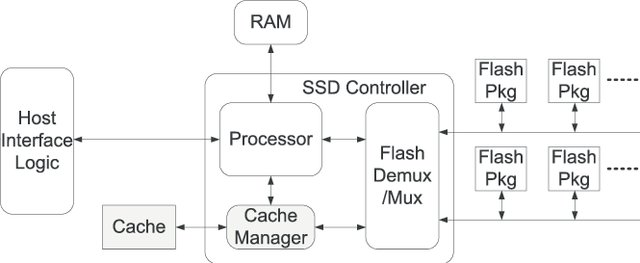 RAM
SSD Controller
Host
Interface
Logic
Processor
Flash
Demux
/Mux
Flash
Pkg
Flash
Pkg
Flash
Pkg
Flash
Pkg
Cache
Cache
Manager